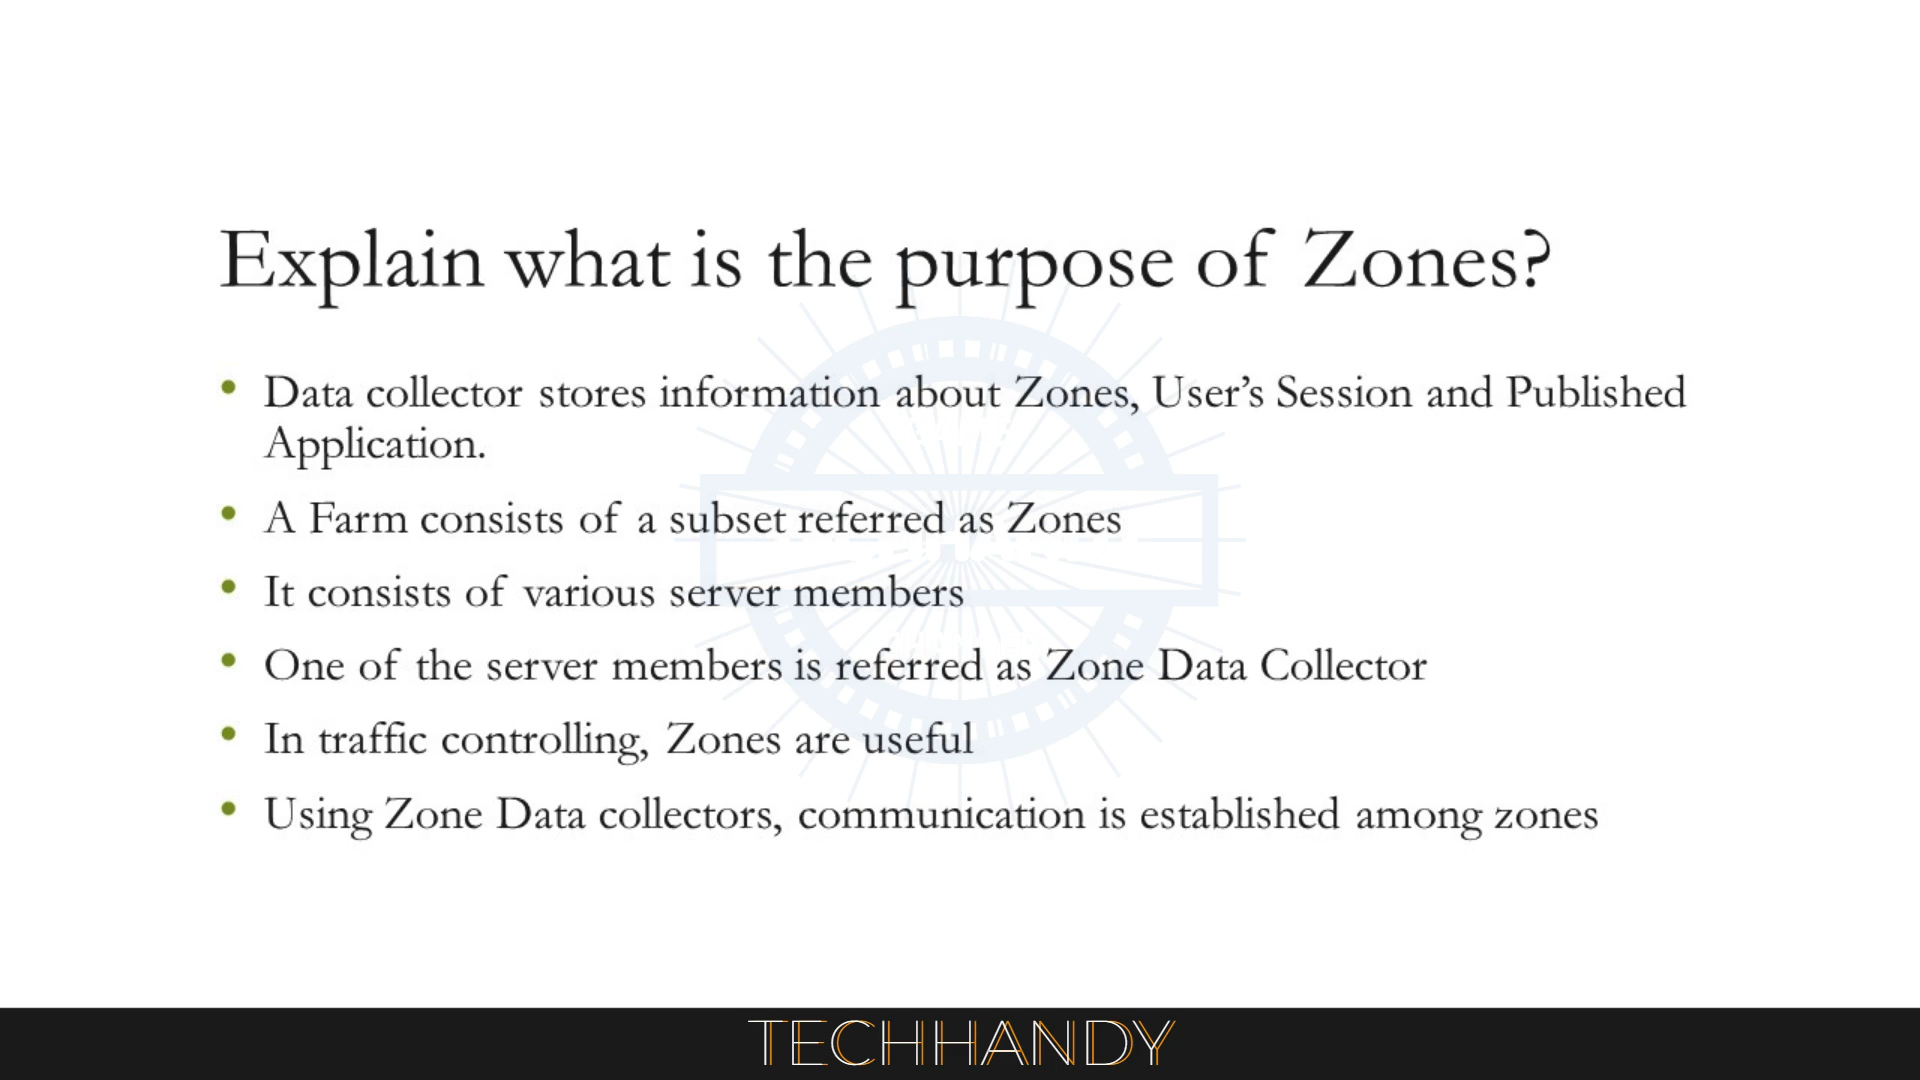 Explain what is the purpose of Zones?
• Data collector stores information about Zones, User’s Session and Published
Application.
• A Farm consists of a subset referred as Zones
• It consists of various server members
• One of the server members is referred as Zone Data Collector
• In traffic controlling, Zones are useful
• Using Zone Data collectors, communication is established among zones
TECHHANDY